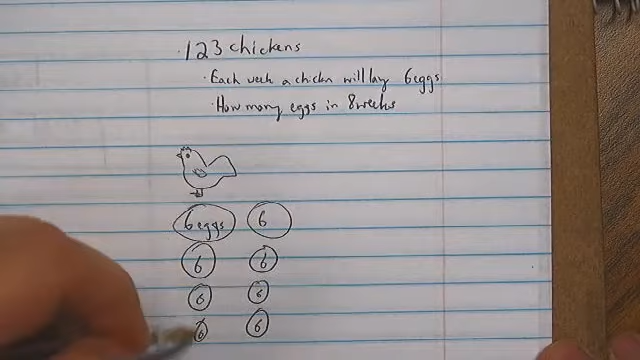 · 123 chickens
· Each week a chicken will lay 6 eggs
· How many eggs in 8 weeks
6 eggs 6
6 6
6 6
6 6